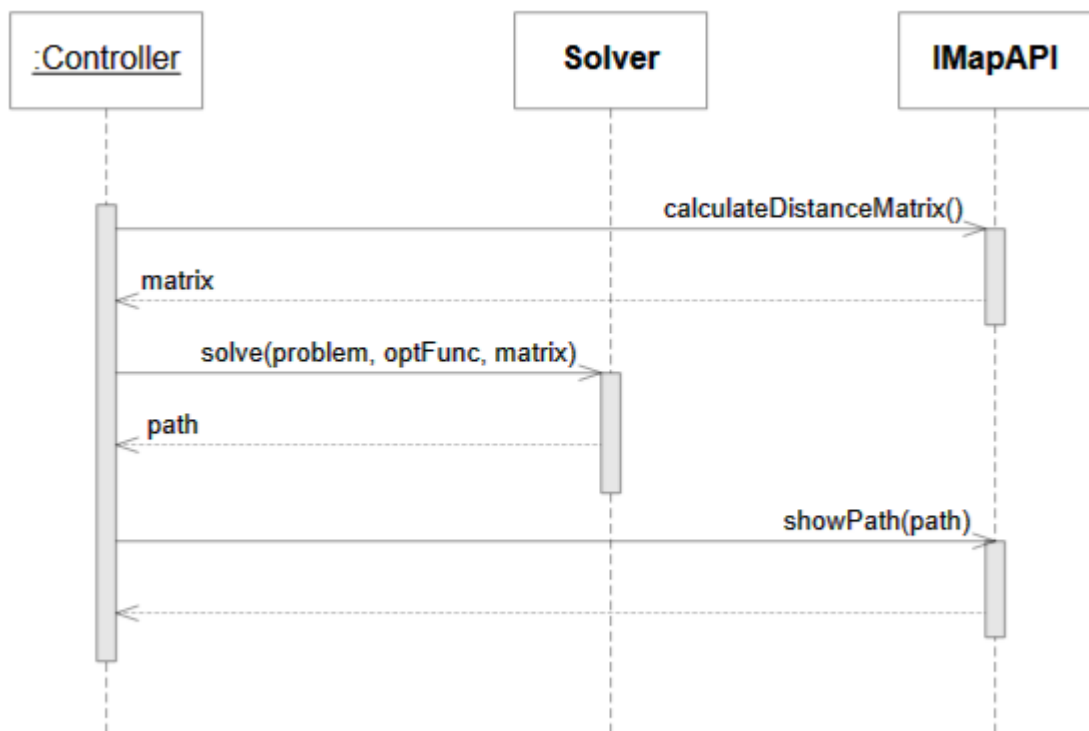 :Controller
Solver
IMapAPI
calculateDistanceMatrix()
matrix
solve(problem, optFunc, matrix)
path
showPath(path)